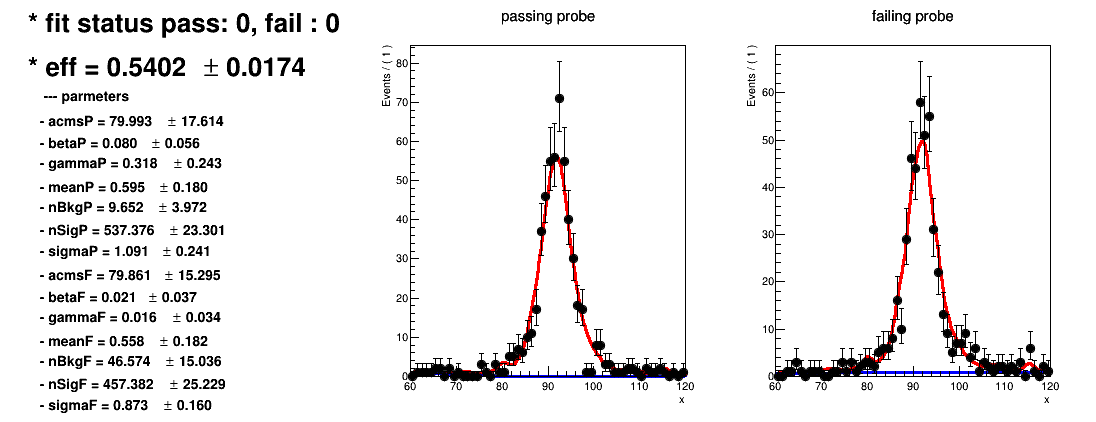 * fit status pass: 0, fail : 0
* eff = 0.5402 ± 0.0174
--- parmeters
- acmsP = 79.993 ± 17.614
- betaP = 0.080 ± 0.056
- gammaP = 0.318 ± 0.243
- meanP = 0.595 ± 0.180
- nBkgP = 9.652 ± 3.972
- nSigP = 537.376 ± 23.301
- sigmaP = 1.091 ± 0.241
- acmsF = 79.861 ± 15.295
- betaF = 0.021 ± 0.037
- gammaF = 0.016 ± 0.034
- meanF = 0.558 ± 0.182
- nBkgF = 46.574 ± 15.036
- nSigF = 457.382 ± 25.229
- sigmaF = 0.873 ± 0.160
passing probe
Events / ( 1 )
80
70
60
50
40
30
20
10
0
60 70 80 90 100 110 120
x
failing probe
Events / ( 1 )
60
50
40
30
20
10
0
60 70 80 90 100 110 120
x